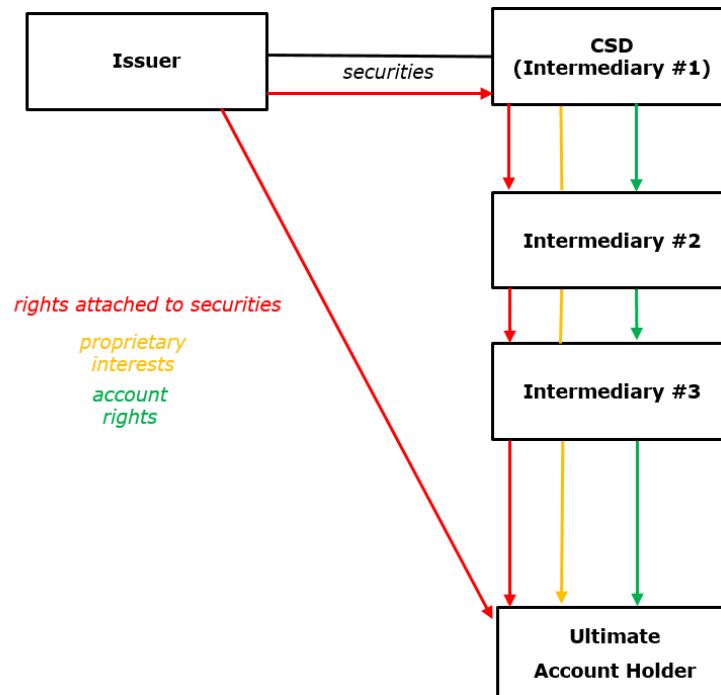 Issuer
CSD
(Intermediary #1)
securities
Intermediary #2
rights attached to securities
proprietary
interests
account
rights
Intermediary #3
Ultimate
Account Holder